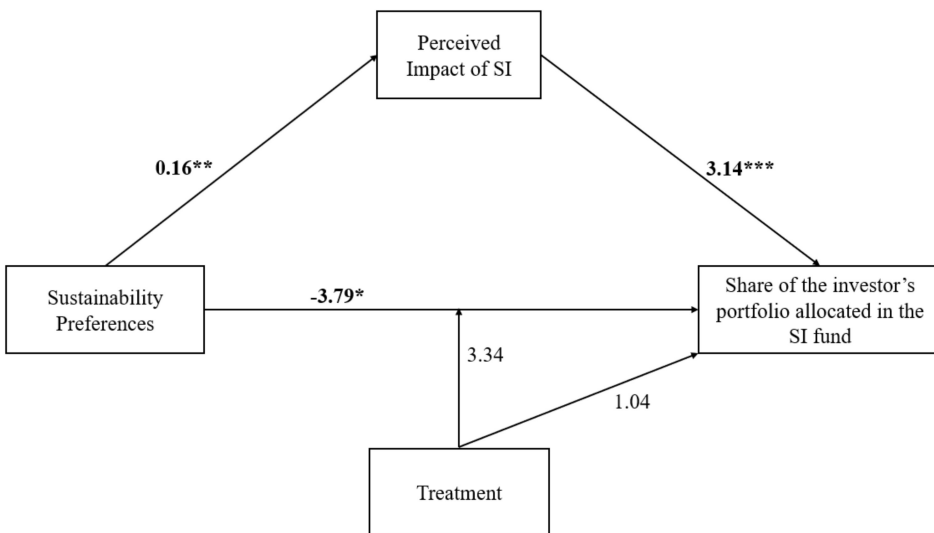 Perceived
Impact of SI
0.16**
3.14***
Sustainability
Preferences
-3.79*
Share of the investor’s
portfolio allocated in the
SI fund
3.34
1.04
Treatment